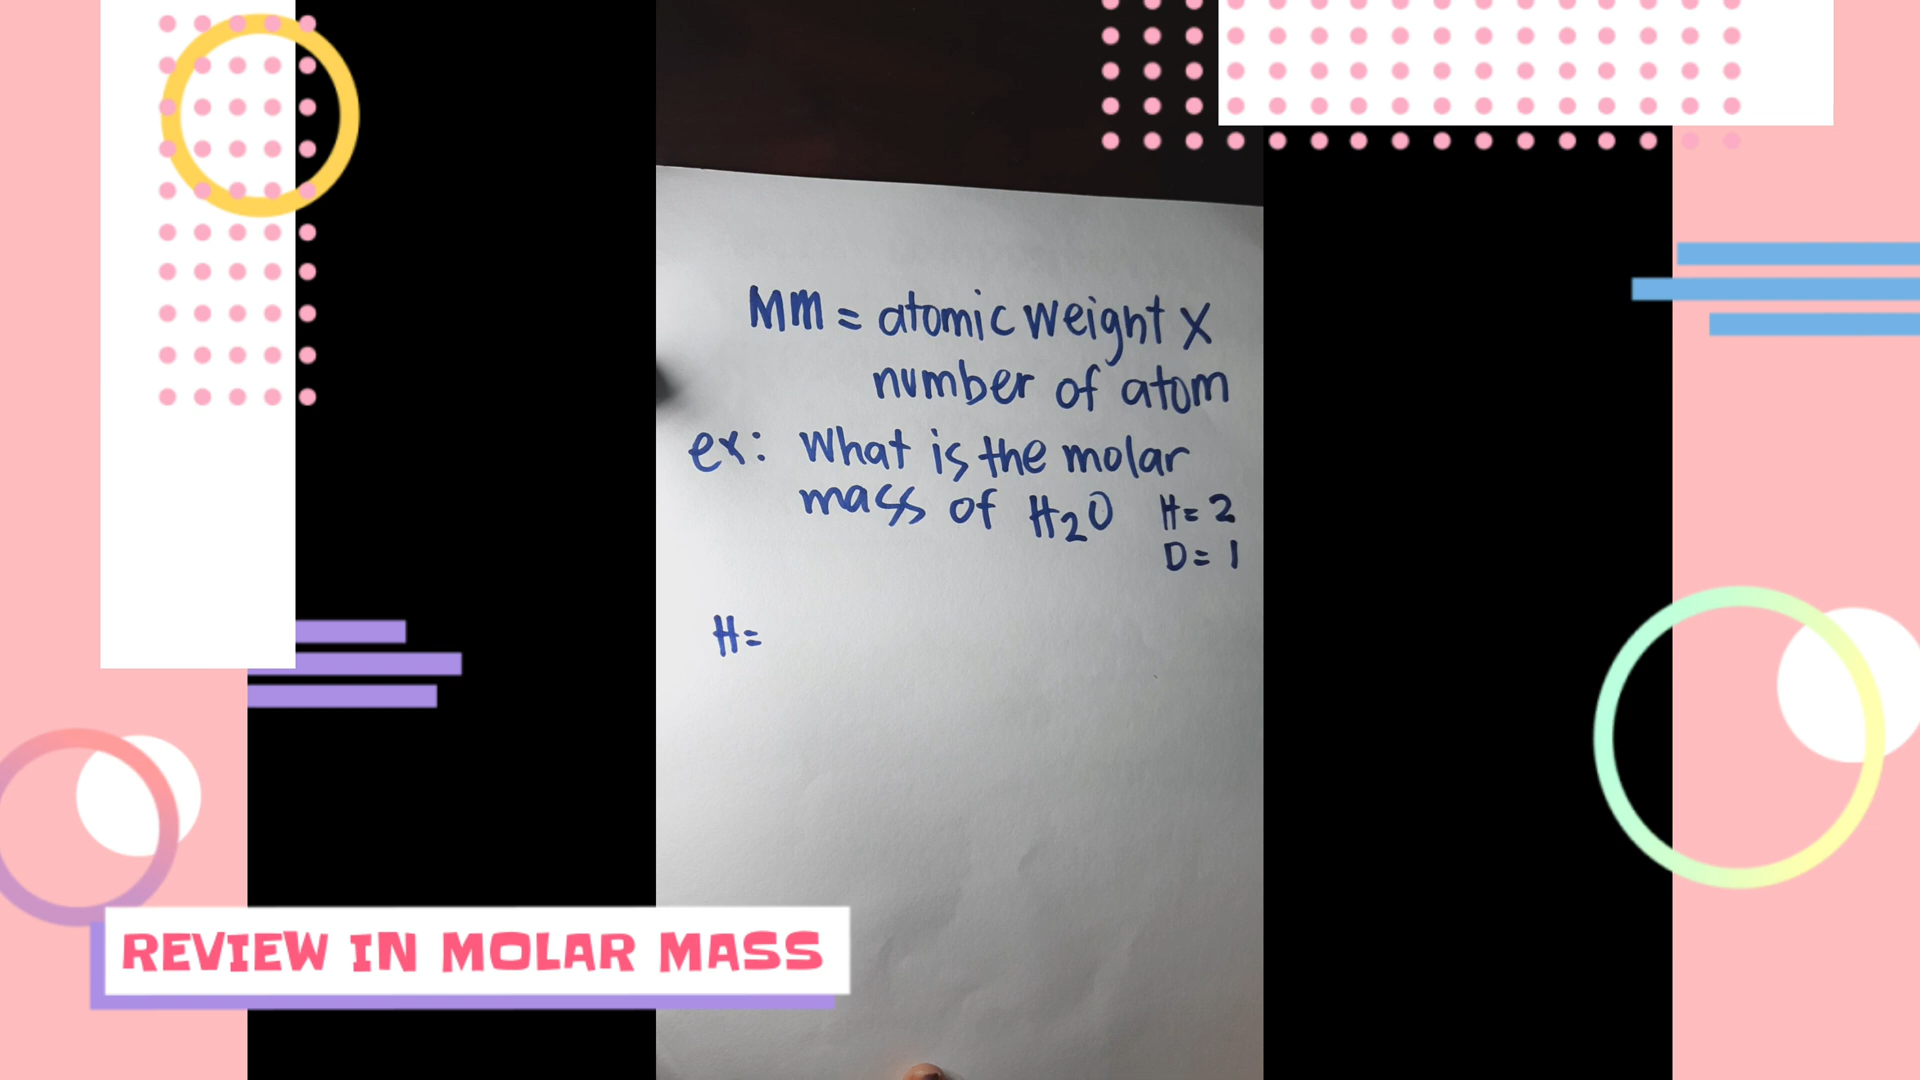 MM = atomic weight X
number of atom
ex: What is the molar
mass of H₂O H= 2
O= 1
H=
REVIEW IN MOLAR MASS